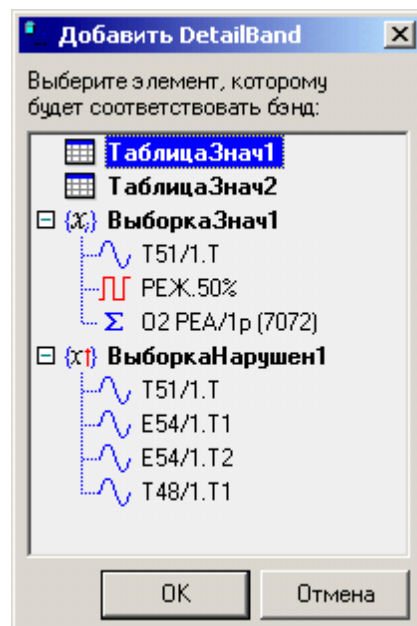 Добавить DetailBand
Выберите элемент, которому
будет соответствовать бэнд:
ТаблицаЗнач1
ТаблицаЗнач2
{Xi} ВыборкаЗнач1
T51/1.T
РЕЖ.50%
Σ O2 PEA/1p (7072)
{X↑} ВыборкаНарушен1
T51/1.T
E54/1.T1
E54/1.T2
T48/1.T1
OK Отмена